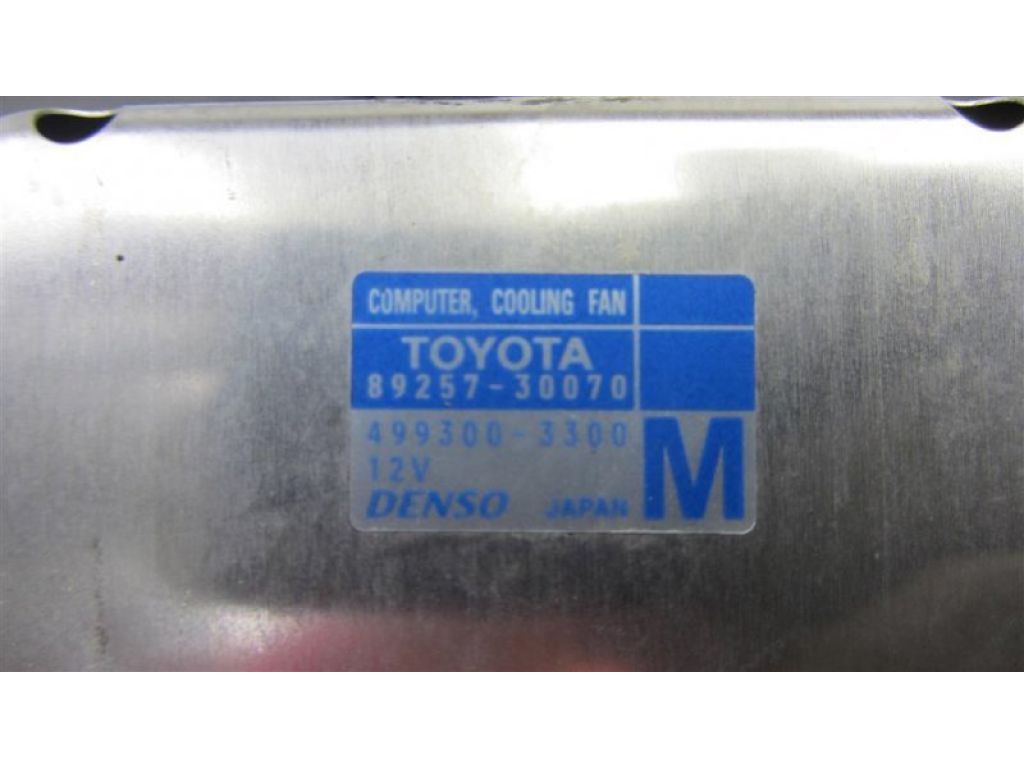 COMPUTER, COOLING FAN
TOYOTA
89257-30070
499300-3300
12V
DENSO JAPAN
M